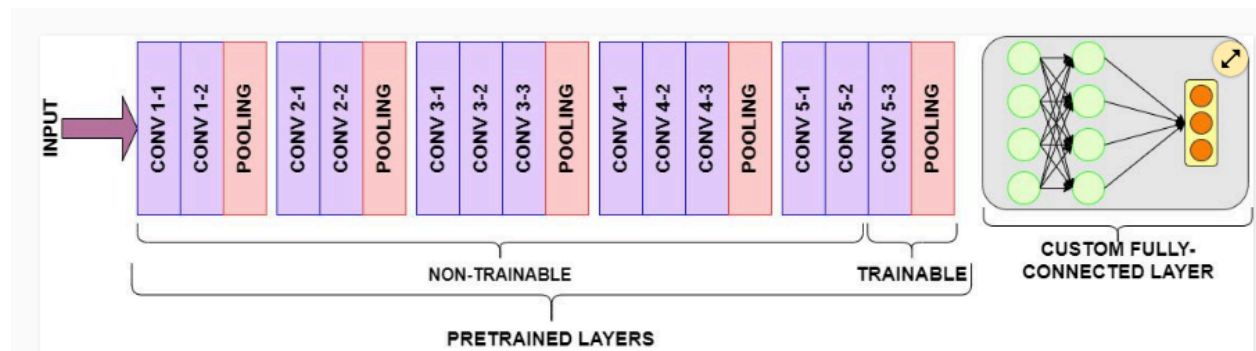 INPUT
CONV 1-1
CONV 1-2
POOLING
CONV 2-1
CONV 2-2
POOLING
CONV 3-1
CONV 3-2
CONV 3-3
POOLING
CONV 4-1
CONV 4-2
CONV 4-3
POOLING
CONV 5-1
CONV 5-2
CONV 5-3
POOLING
NON-TRAINABLE
TRAINABLE
CUSTOM FULLY-
CONNECTED LAYER
PRETRAINED LAYERS